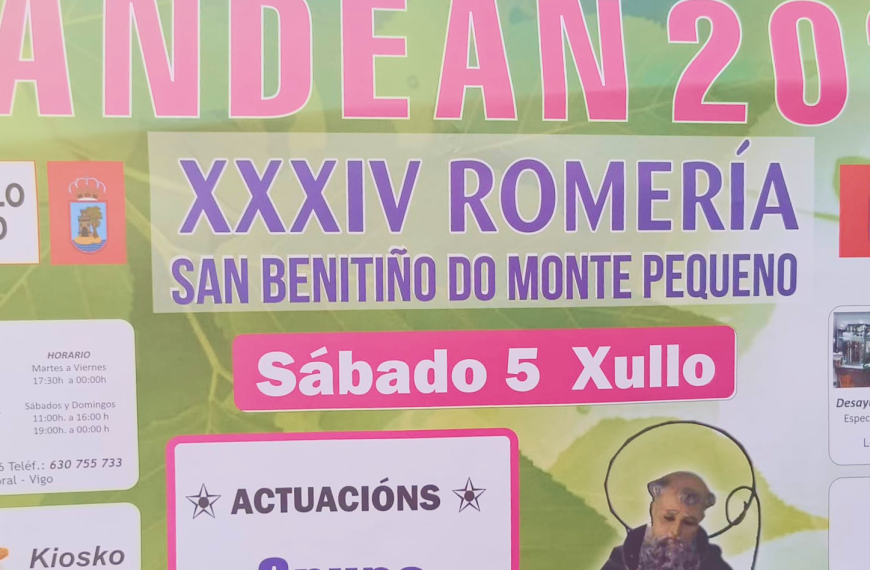 ANDEÁN 20
XXXIV ROMERÍA
SAN BENITIÑO DO MONTE PEQUENO
Sábado 5 Xullo
HORARIO
Martes a Viernes
17:30h a 00:00h
Sábados y Domingos
11:00h. a 16:00 h
19:00h. a 00:00 h
Teléf.: 630 755 733
- Vigo
Kiosko
ACTUACIÓNS